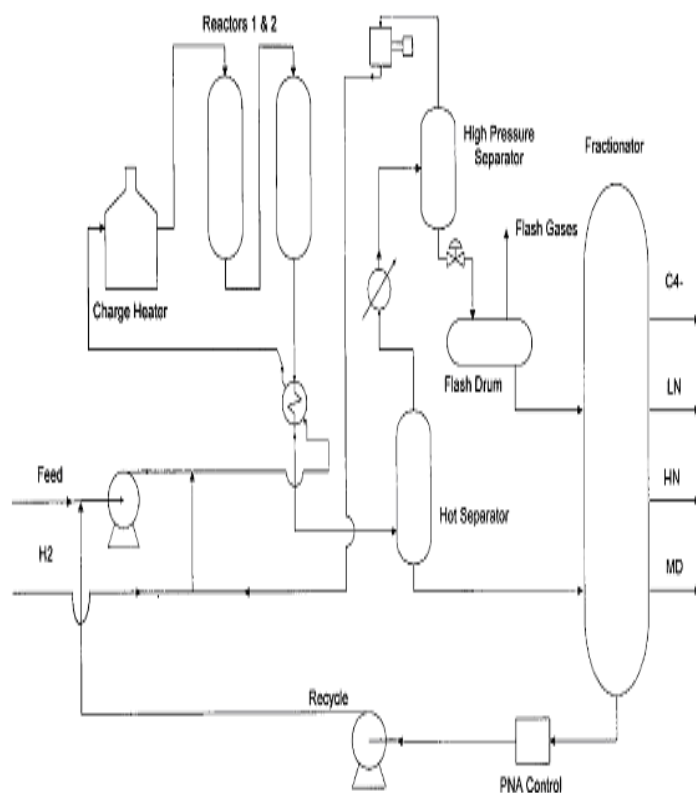 Reactors 1 & 2
High Pressure
Separator
Fractionator
Flash Gases
C4-
Charge Heater
Flash Drum
LN
Feed
HN
Hot Separator
H2
MD
Recycle
PNA Control